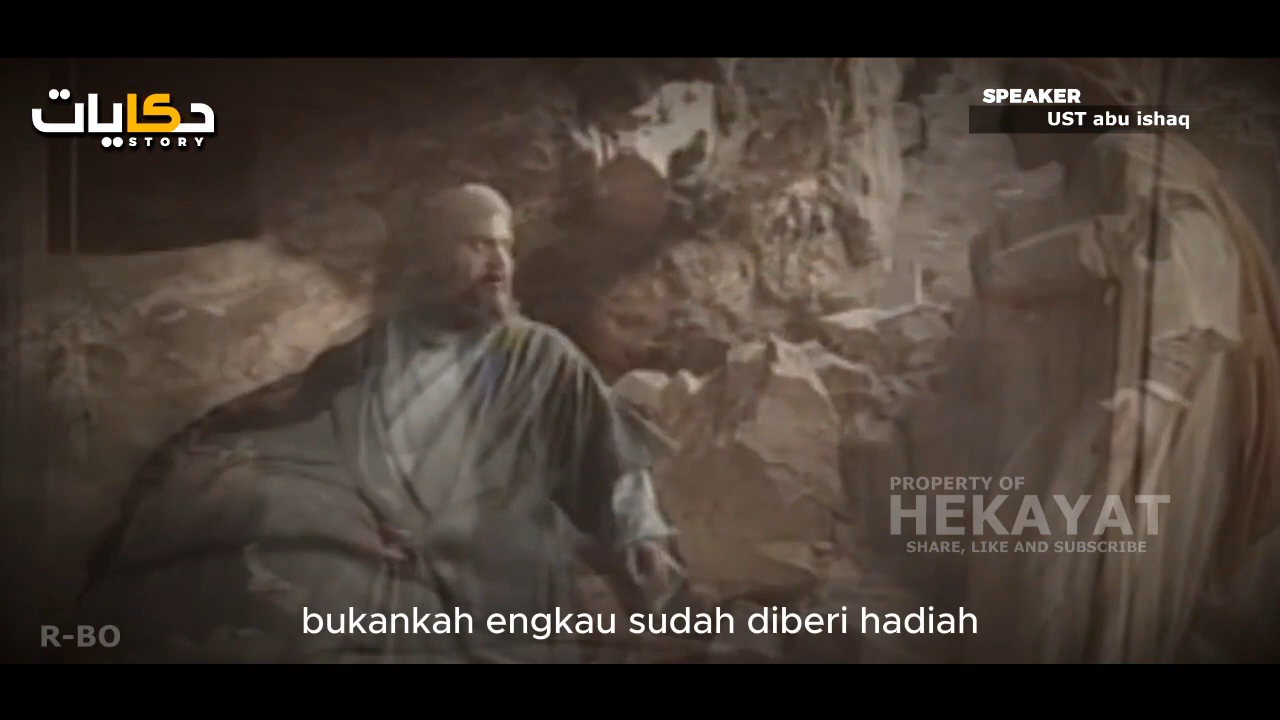 حكايات
STORY
SPEAKER
UST abu ishaq
PROPERTY OF
HEKAYAT
SHARE, LIKE AND SUBSCRIBE
bukankah engkau sudah diberi hadiah
R-BO